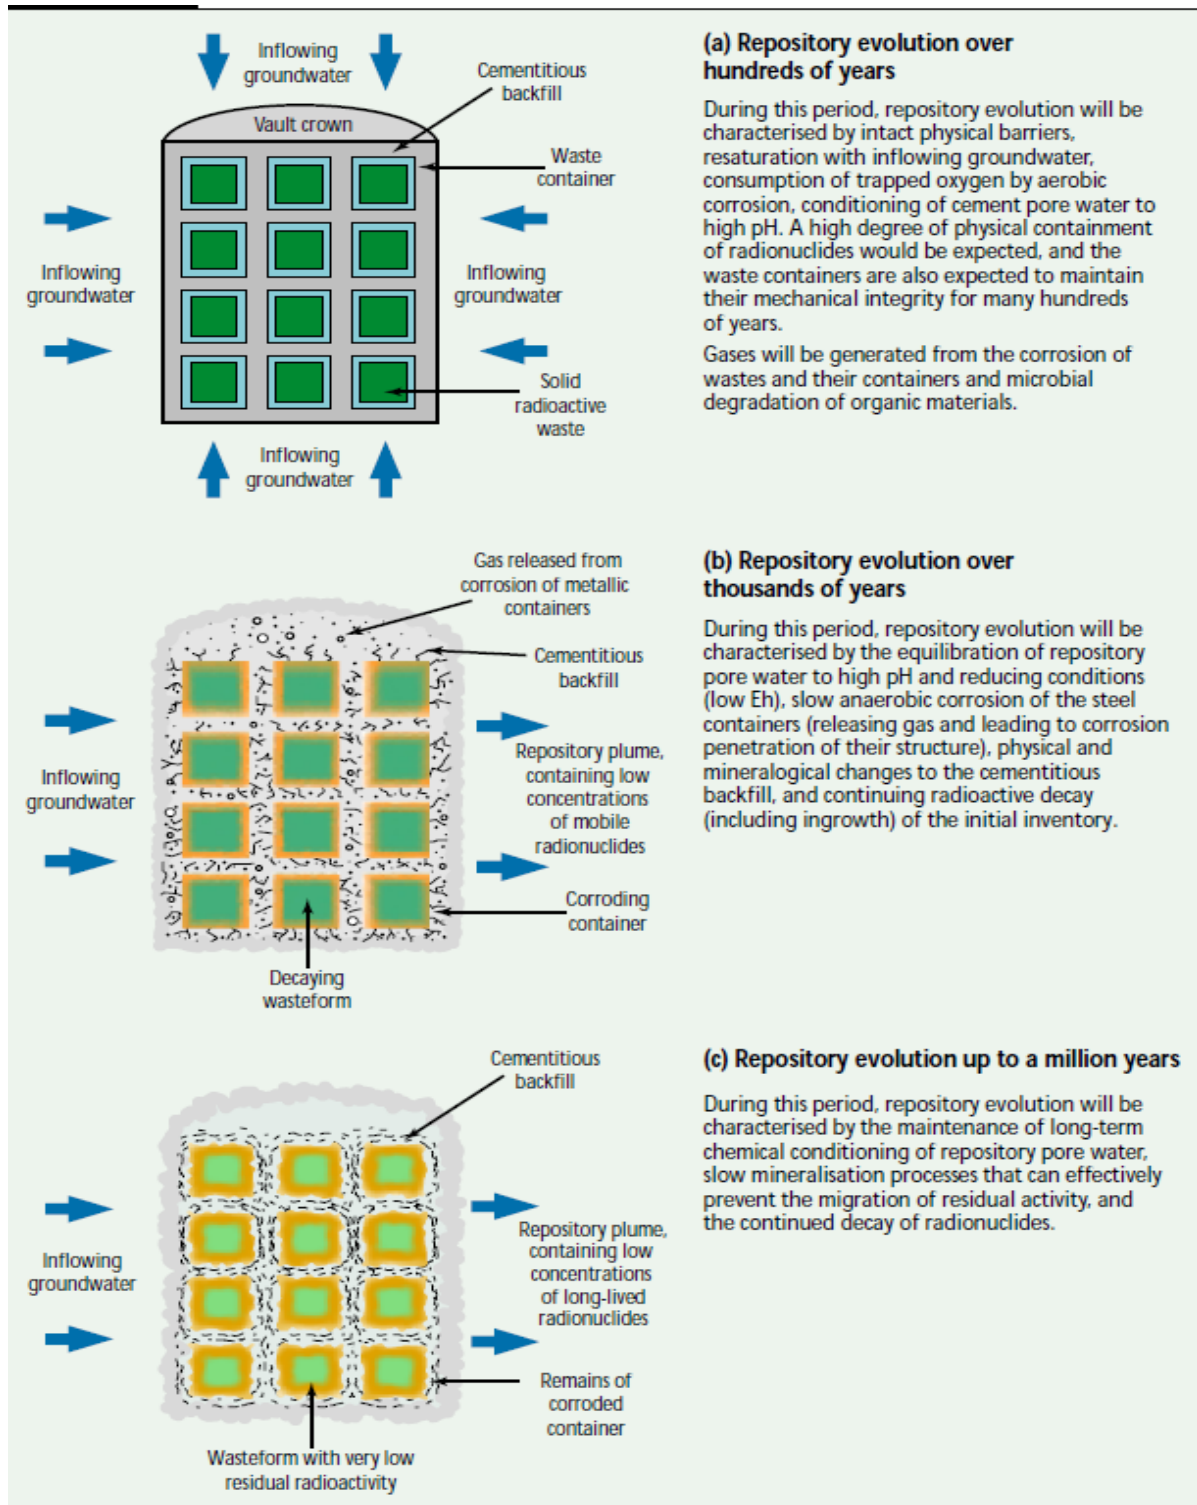 Inflowing
groundwater
Cementitious
backfill
Vault crown
Waste
container
Inflowing
groundwater
Inflowing
groundwater
Solid
radioactive
waste
Inflowing
groundwater
(a) Repository evolution over
hundreds of years
During this period, repository evolution will be
characterised by intact physical barriers,
resaturation with inflowing groundwater,
consumption of trapped oxygen by aerobic
corrosion, conditioning of cement pore water to
high pH. A high degree of physical containment
of radionuclides would be expected, and the
waste containers are also expected to maintain
their mechanical integrity for many hundreds
of years.
Gases will be generated from the corrosion of
wastes and their containers and microbial
degradation of organic materials.
Gas released from
corrosion of metallic
containers
Cementitious
backfill
Inflowing
groundwater
Repository plume,
containing low
concentrations
of mobile
radionuclides
Corroding
container
Decaying
wasteform
(b) Repository evolution over
thousands of years
During this period, repository evolution will be
characterised by the equilibration of repository
pore water to high pH and reducing conditions
(low Eh), slow anaerobic corrosion of the steel
containers (releasing gas and leading to corrosion
penetration of their structure), physical and
mineralogical changes to the cementitious
backfill, and continuing radioactive decay
(including ingrowth) of the initial inventory.
Cementitious
backfill
Inflowing
groundwater
Repository plume,
containing low
concentrations
of long-lived
radionuclides
Remains of
corroded
container
Wasteform with very low
residual radioactivity
(c) Repository evolution up to a million years
During this period, repository evolution will be
characterised by the maintenance of long-term
chemical conditioning of repository pore water,
slow mineralisation processes that can effectively
prevent the migration of residual activity, and
the continued decay of radionuclides.